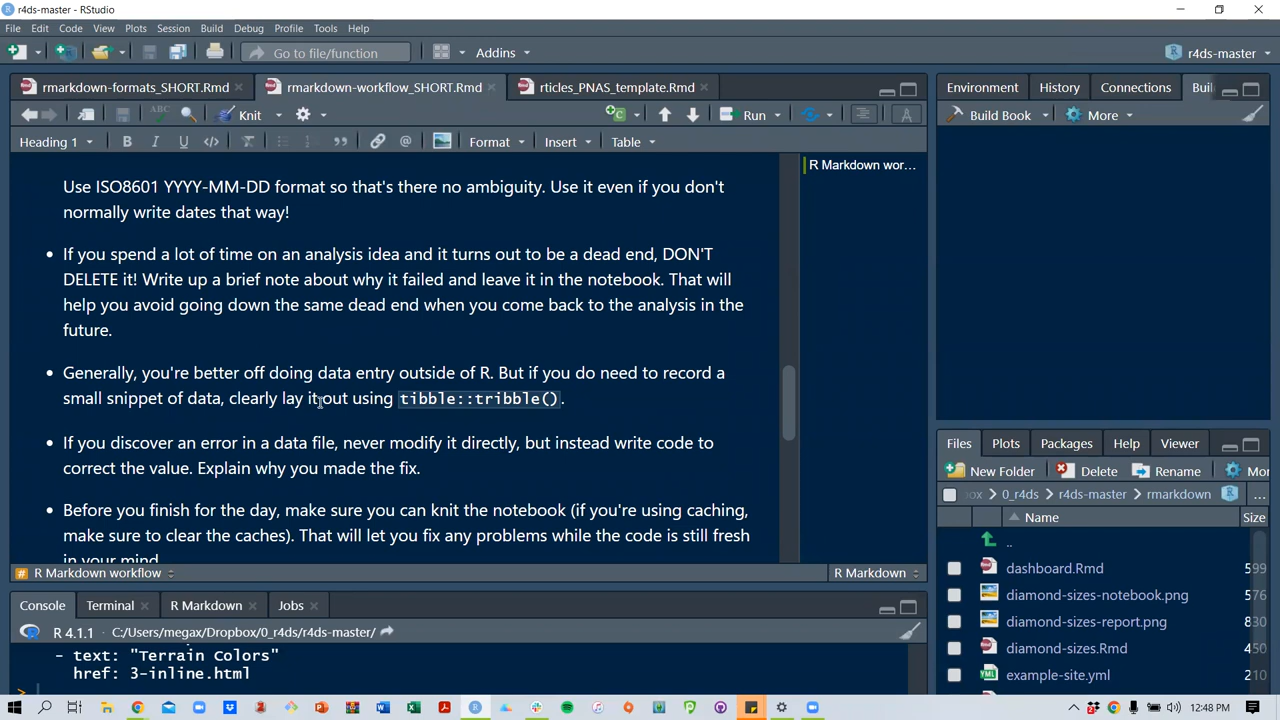 r4ds-master - RStudio
File Edit Code View Plots Session Build Debug Profile Tools Help
Go to file/function Addins r4ds-master
rmarkdown-formats_SHORT.Rmd rmarkdown-workflow_SHORT.Rmd rticles_PNAS_template.Rmd
Knit Run
Heading 1 B I U Format Insert Table
Use ISO8601 YYYY-MM-DD format so that's there no ambiguity. Use it even if you don't
normally write dates that way!
• If you spend a lot of time on an analysis idea and it turns out to be a dead end, DON'T
DELETE it! Write up a brief note about why it failed and leave it in the notebook. That will
help you avoid going down the same dead end when you come back to the analysis in the
future.
• Generally, you're better off doing data entry outside of R. But if you do need to record a
small snippet of data, clearly lay it out using tibble::tribble().
• If you discover an error in a data file, never modify it directly, but instead write code to
correct the value. Explain why you made the fix.
• Before you finish for the day, make sure you can knit the notebook (if you're using caching,
make sure to clear the caches). That will let you fix any problems while the code is still fresh
in your mind
# R Markdown workflow R Markdown
R Markdown wor...
Console Terminal R Markdown Jobs
R 4.1.1 C:/Users/megax/Dropbox/0_r4ds/r4ds-master/
- text: "Terrain Colors"
href: 3-inline.html
>
Environment History Connections Buil
Build Book More
Files Plots Packages Help Viewer
New Folder Delete Rename Mor
0_r4ds r4ds-master rmarkdown ...
Name Size
..
dashboard.Rmd 599
diamond-sizes-notebook.png 576
diamond-sizes-report.png 830
diamond-sizes.Rmd 450
example-site.yml 210
12:48 PM